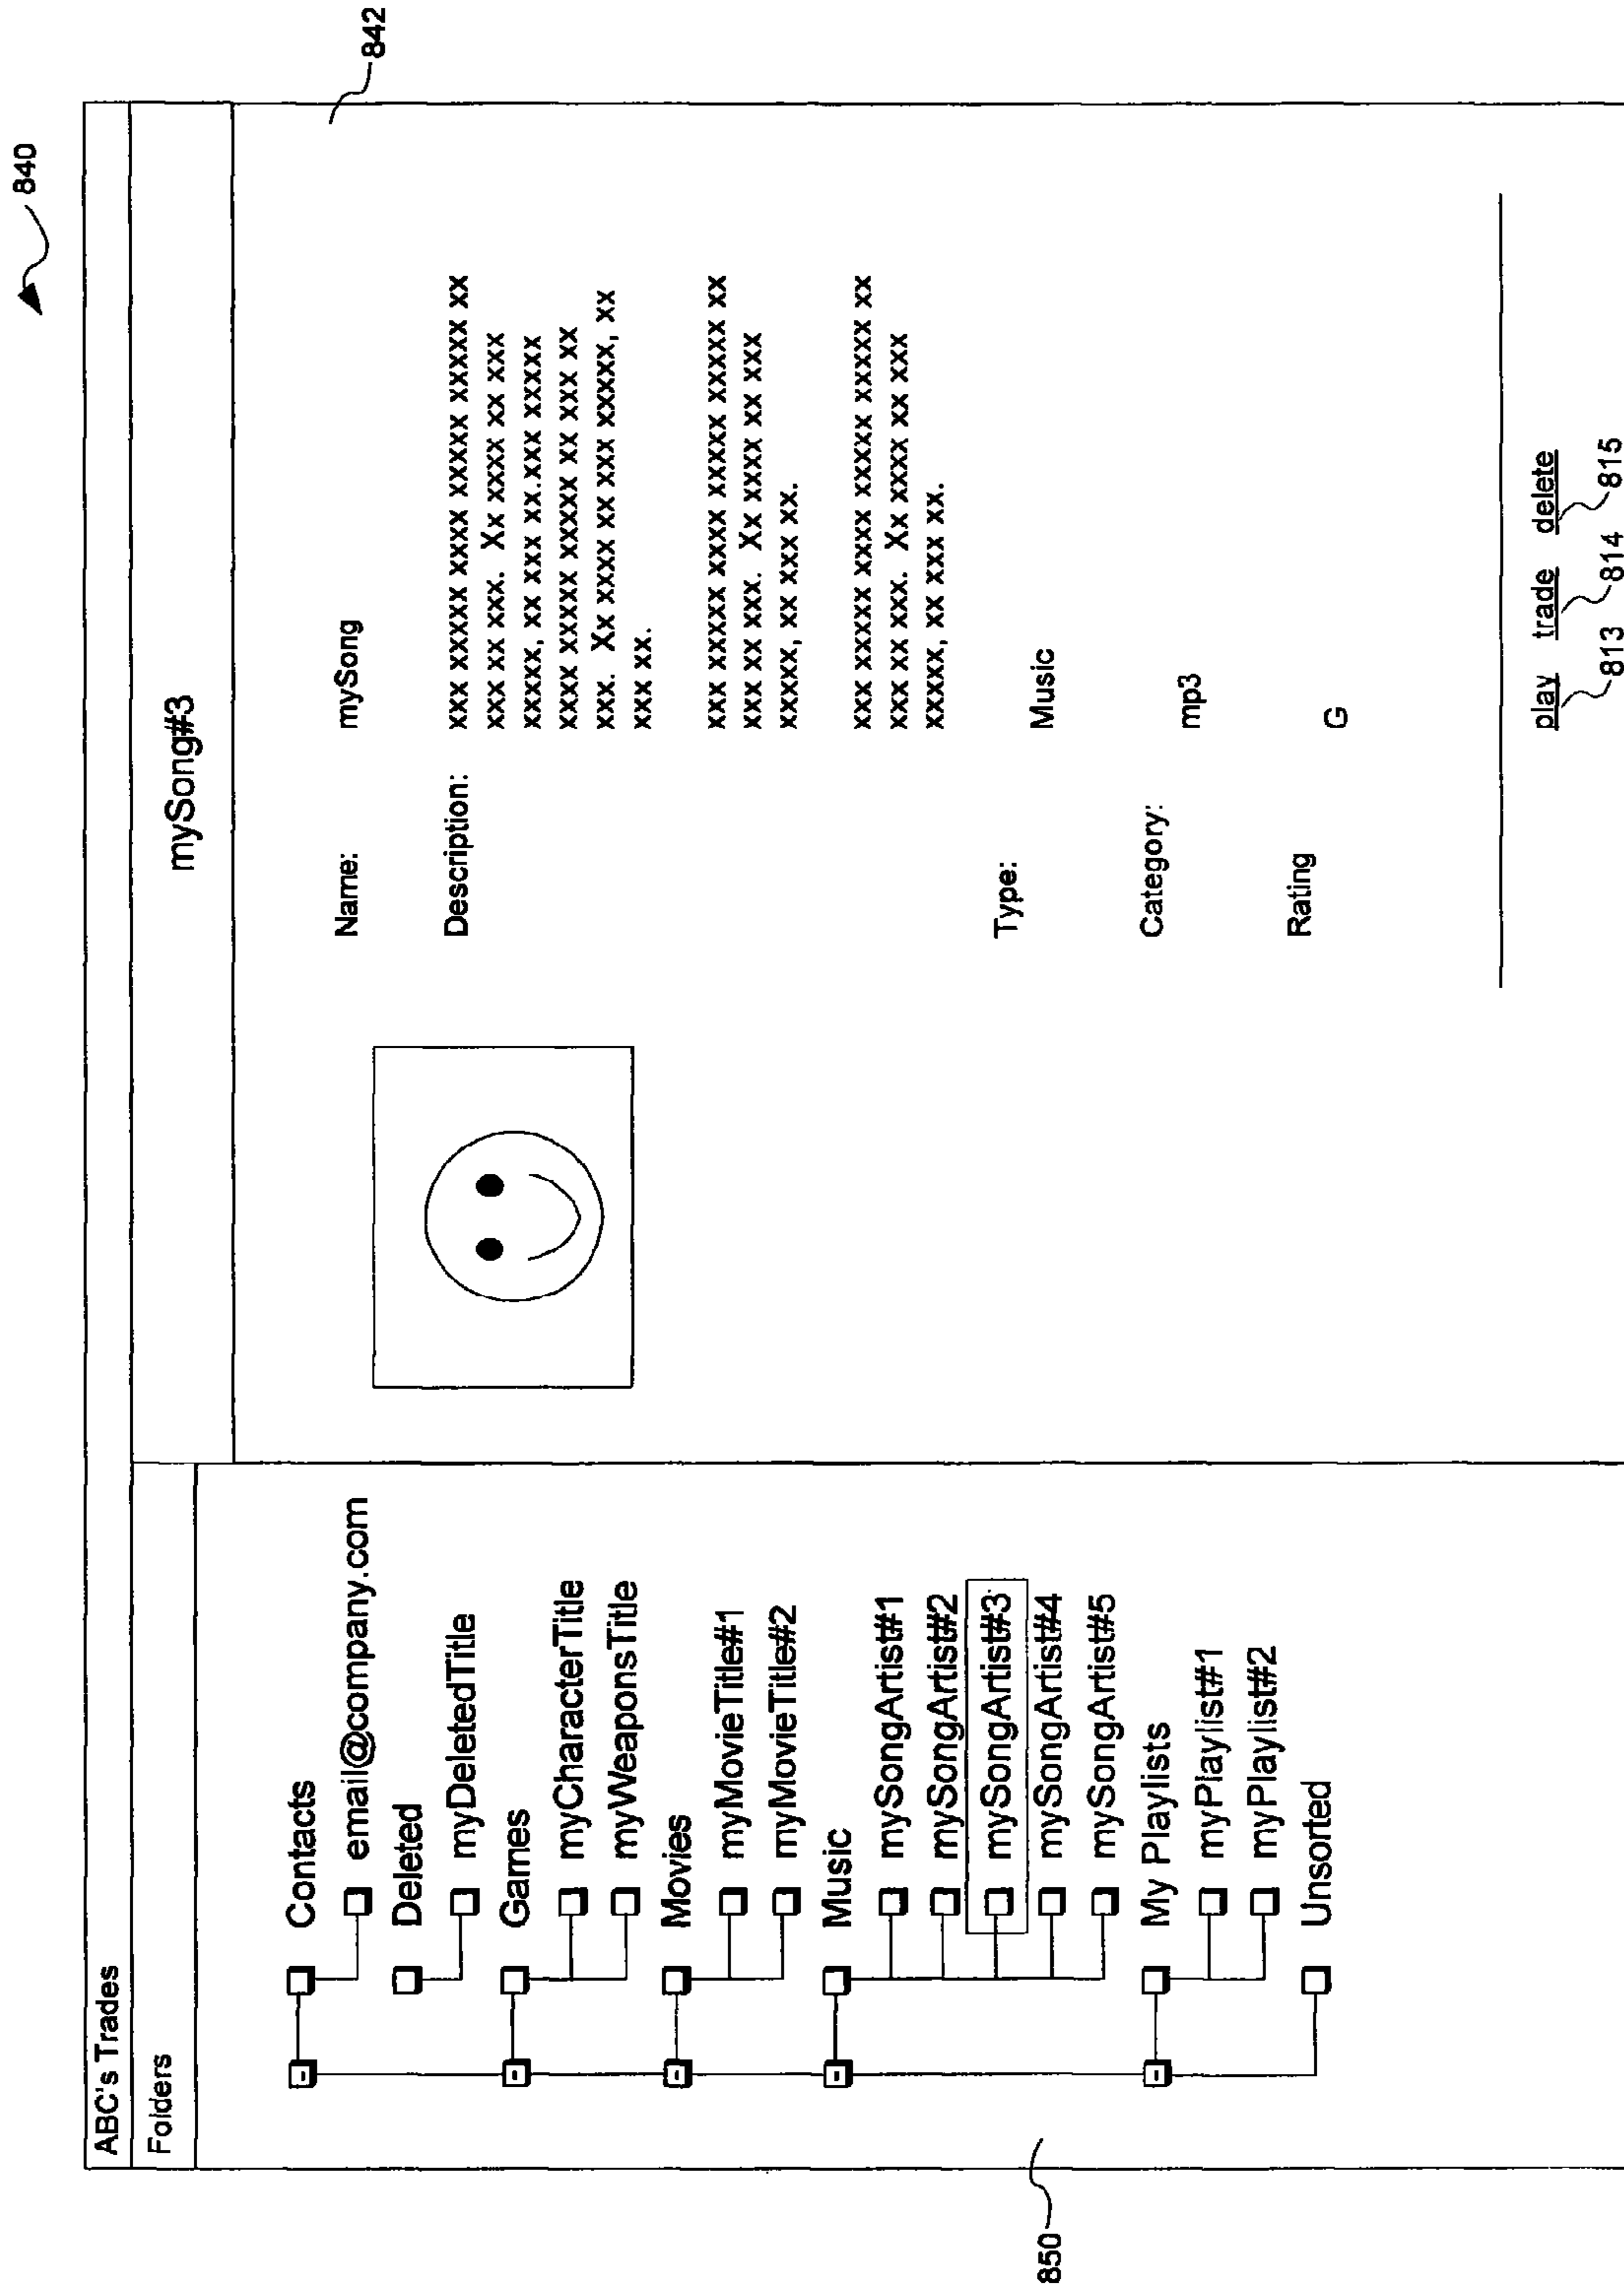 840
ABC's Trades
Folders
mySong#3
842
Contacts
email@company.com
Deleted
myDeletedTitle
Games
myCharacterTitle
myWeaponsTitle
Movies
myMovieTitle#1
myMovieTitle#2
Music
mySongArtist#1
mySongArtist#2
mySongArtist#3
mySongArtist#4
mySongArtist#5
My Playlists
myPlaylist#1
myPlaylist#2
Unsorted
850
Name: mySong
Description: xxx xxxxx xxxx xxxxx xxxxx xx
xxx xx xxx. Xx xxxx xx xxx
xxxxx, xx xxx xx.xxx xxxxx
xxxx xxxxx xxxxx xx xxx xx
xxx. Xx xxxx xx xxx xxxxx, xx
xxx xx.
xxx xxxxx xxxx xxxxx xxxxx xx
xxx xx xxx. Xx xxxx xx xxx
xxxxx, xx xxx xx.
xxx xxxxx xxxx xxxxx xxxxx xx
xxx xx xxx. Xx xxxx xx xxx
xxxxx, xx xxx xx.
Type: Music
Category: mp3
Rating G
play trade delete
813 814 815